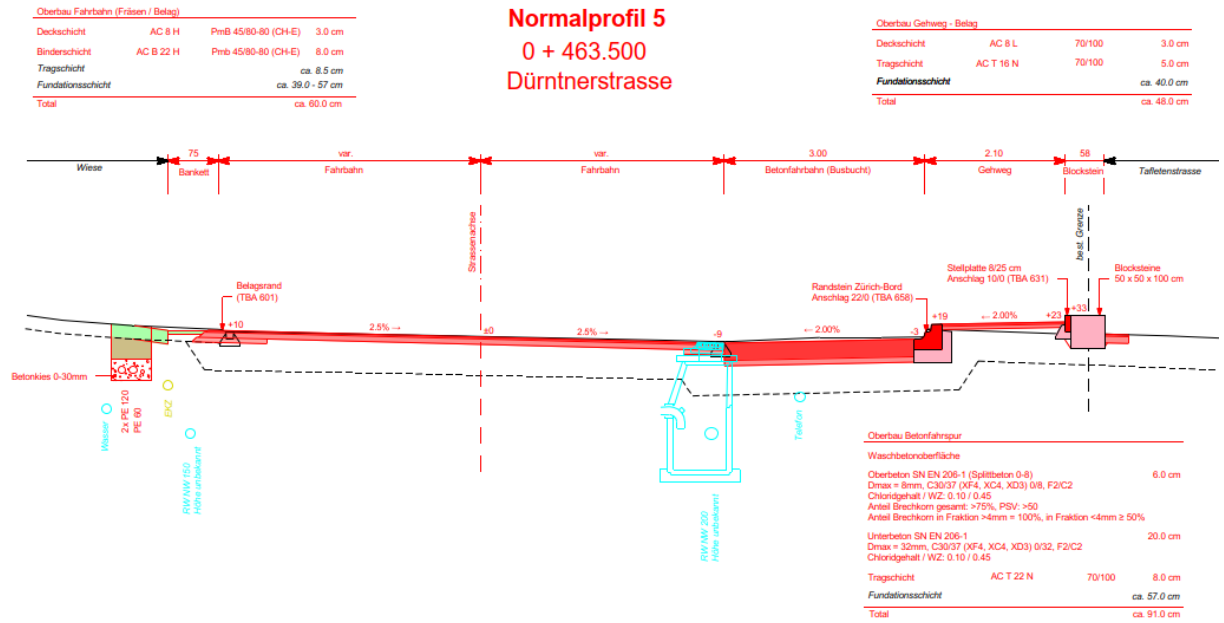 Normalprofil 5
0 + 463.500
Dürntnerstrasse
Oberbau Fahrbahn (Fräsen / Belag)
Deckschicht AC 8 H PmB 45/80-80 (CH-E) 3.0 cm
Binderschicht AC B 22 H Pmb 45/80-80 (CH-E) 8.0 cm
Tragschicht ca. 8.5 cm
Fundationsschicht ca. 39.0 - 57 cm
Total ca. 60.0 cm
Oberbau Gehweg - Belag
Deckschicht AC 8 L 70/100 3.0 cm
Tragschicht AC T 16 N 70/100 5.0 cm
Fundationsschicht ca. 40.0 cm
Total ca. 48.0 cm
75 var. var. 3.00 2.10 58
Wiese Bankett Fahrbahn Fahrbahn Betonfahrbahn (Busbucht) Gehweg Blockstein Tafletenstrasse
Strassenachse
best. Grenze
Belagsrand
(TBA 601)
Randstein Zürich-Bord
Anschlag 22/0 (TBA 658)
Stellplatte 8/25 cm
Anschlag 10/0 (TBA 631)
Blocksteine
50 x 50 x 100 cm
+10 2.5% → ±0 2.5% → -9 ← 2.00% -3 +19 ← 2.00% +23 +33
Betonkies 0-30mm
Wasser
2x PE 120
PE 60
EKZ
RW NW 150
Höhe unbekannt
RW NW 200
Höhe unbekannt
Telefon
Oberbau Betonfahrspur
Waschbetonoberfläche
Oberbeton SN EN 206-1 (Splittbeton 0-8) 6.0 cm
Dmax = 8mm, C30/37 (XF4, XC4, XD3) 0/8, F2/C2
Chloridgehalt / WZ: 0.10 / 0.45
Anteil Brechkorn gesamt: >75%, PSV: >50
Anteil Brechkorn in Fraktion >4mm = 100%, in Fraktion <4mm ≥ 50%
Unterbeton SN EN 206-1 20.0 cm
Dmax = 32mm, C30/37 (XF4, XC4, XD3) 0/32, F2/C2
Chloridgehalt / WZ: 0.10 / 0.45
Tragschicht AC T 22 N 70/100 8.0 cm
Fundationsschicht ca. 57.0 cm
Total ca. 91.0 cm